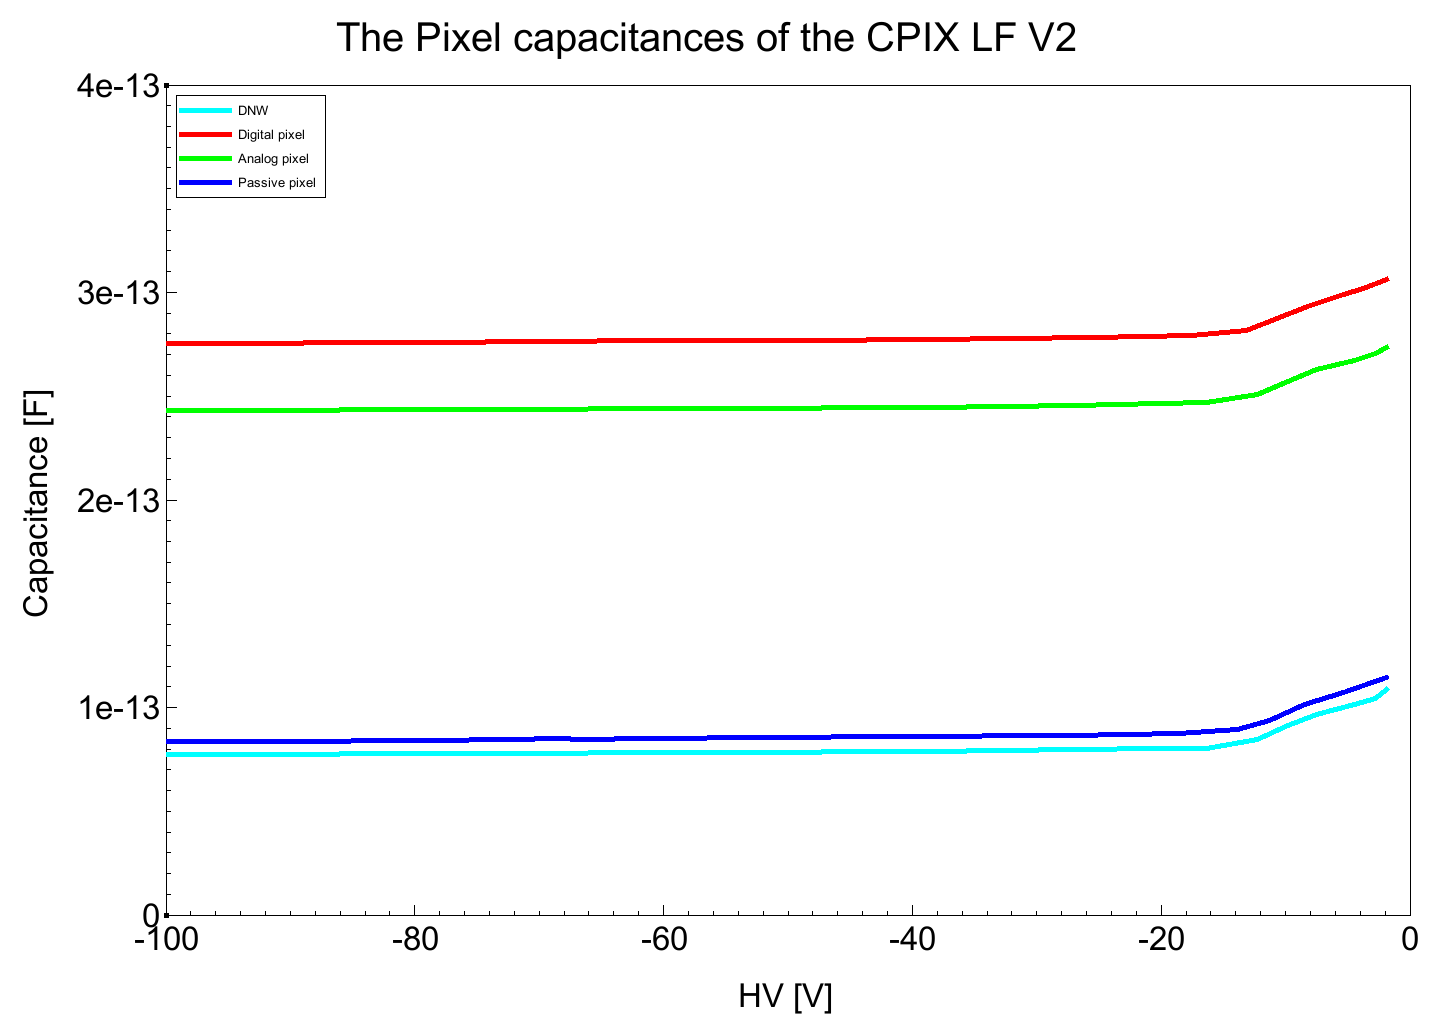 The Pixel capacitances of the CPIX LF V2
4e-13
DNW
Digital pixel
Analog pixel
Passive pixel
3e-13
Capacitance [F]
2e-13
1e-13
0
-100 -80 -60 -40 -20 0
HV [V]